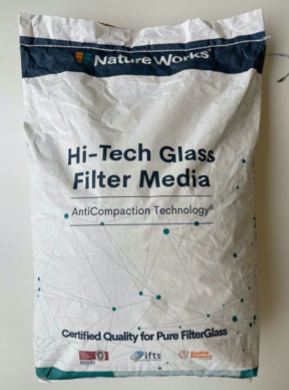 NatureWorks®
Hi-Tech Glass
Filter Media
AntiCompaction Technology®
Certified Quality for Pure FilterGlass
ifts